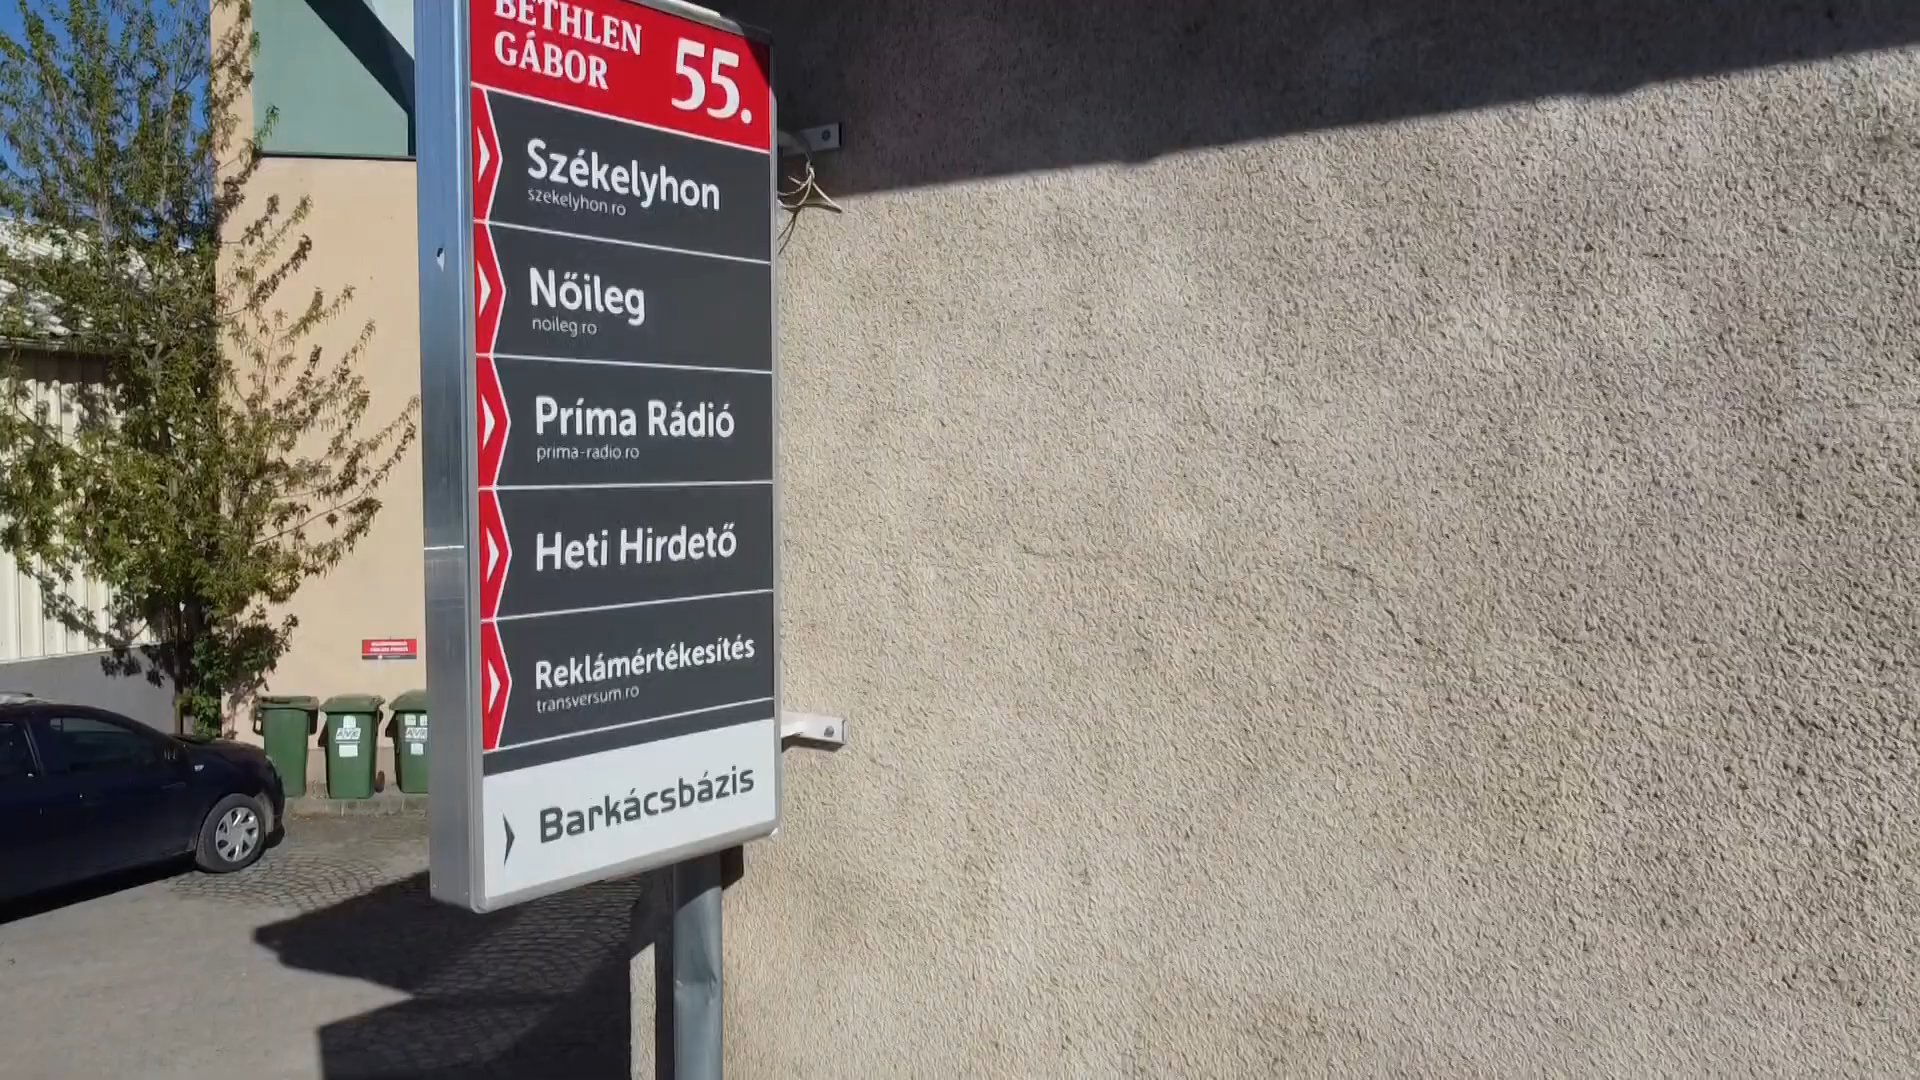 BETHLEN
GÁBOR
55.
Székelyhon
szekelyhon.ro
Nőileg
noileg.ro
Príma Rádió
prima-radio.ro
Heti Hirdető
Reklámértékesítés
transversum.ro
Barkácsbázis